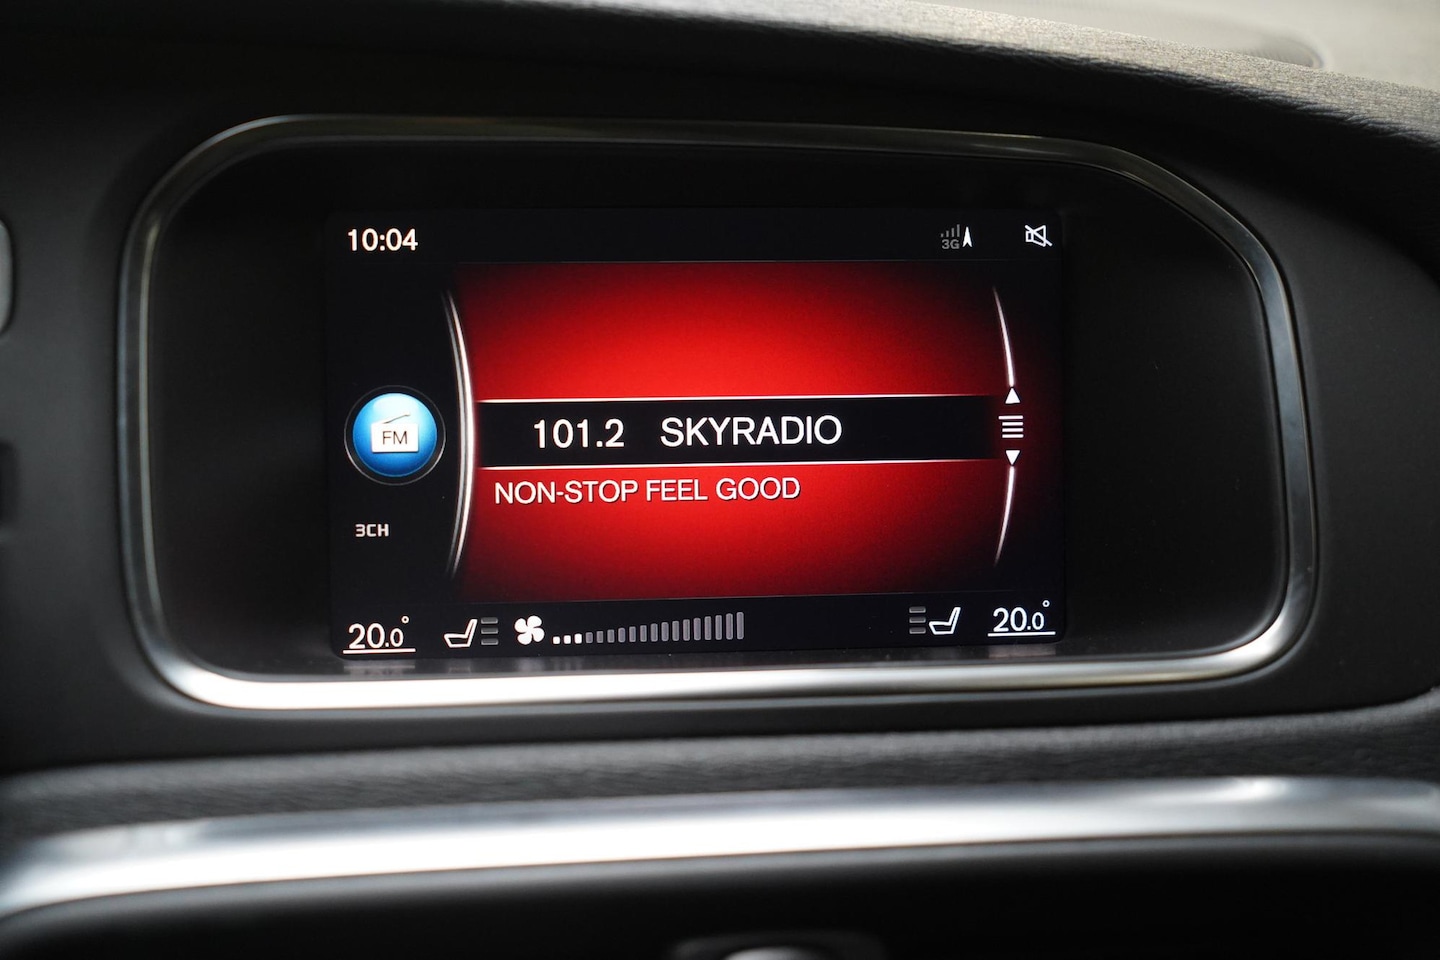 10:04
3G
101.2 SKYRADIO
FM
NON-STOP FEEL GOOD
3CH
20.0° 20.0°